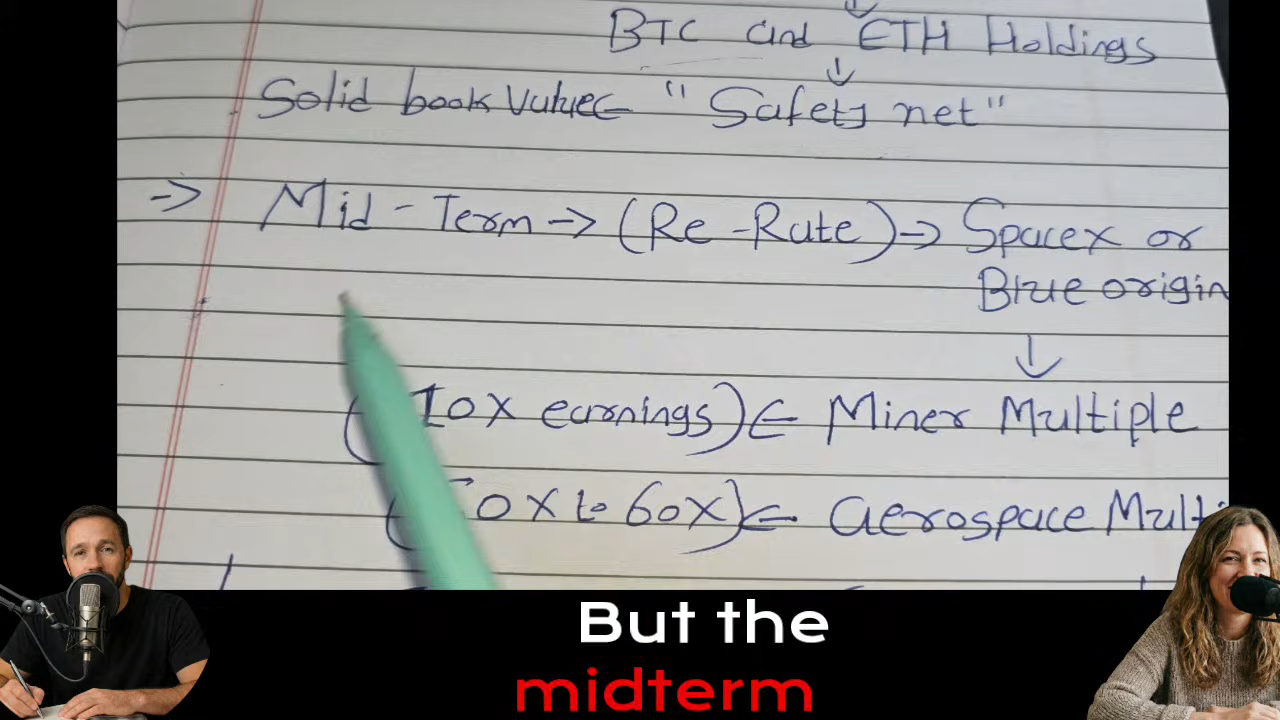 BTC and ETH Holdings
↓
Solid book Value "Safety net"
→ Mid - Term → (Re - Rate) → Spacex or
Blue origin
↓
10X earnings) ← Miner Multiple
0X to 60X) ← aerospace Multi
But the
midterm